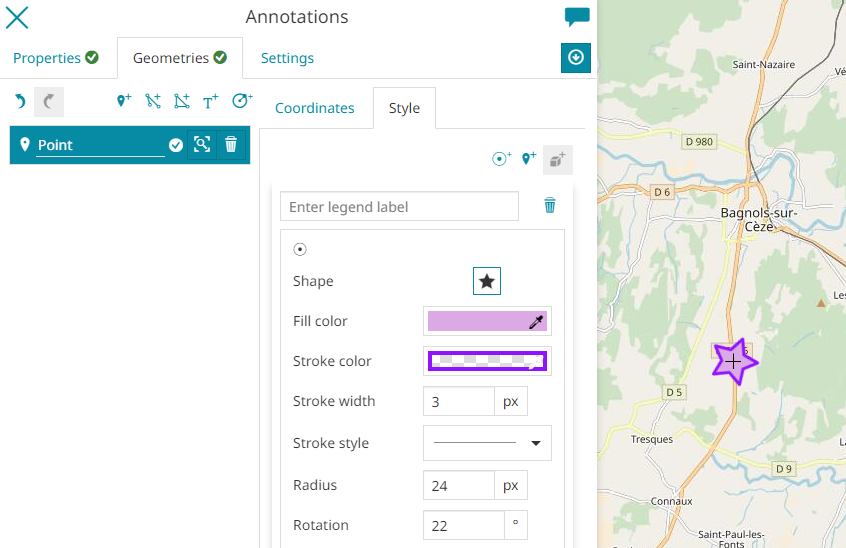 Annotations
Properties
Geometries
Settings
T+
Point
Coordinates
Style
Enter legend label
Shape
Fill color
Stroke color
Stroke width
3
px
Stroke style
Radius
24
px
Rotation
22
°
Saint-Nazaire
D 980
D 6
Bagnols-sur-
Cèze
D 5
Tresques
D 9
Connaux
Saint-Paul-les-
Fonts